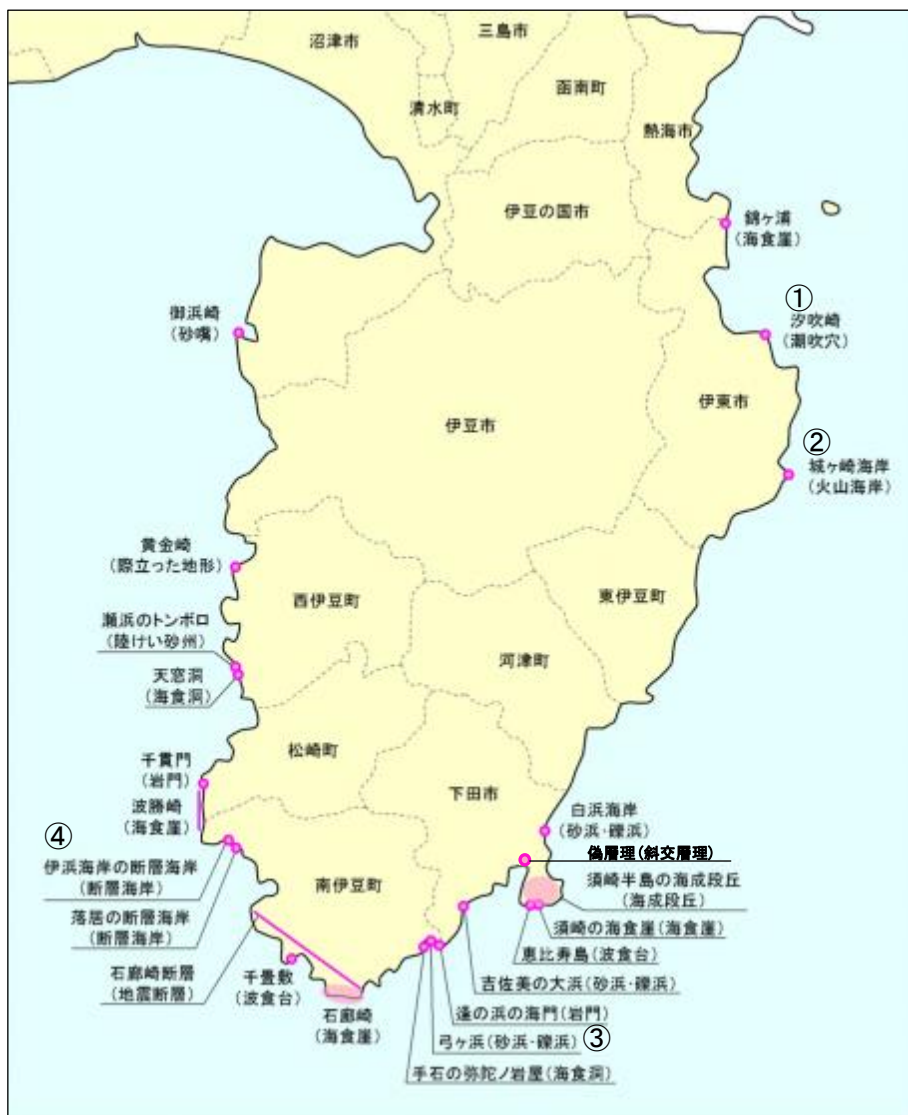 沼津市
三島市
函南町
清水町
熱海市
伊豆の国市
錦ヶ浦
(海食崖)
①
汐吹崎
(潮吹穴)
御浜崎
(砂嘴)
伊東市
伊豆市
②
城ヶ崎海岸
(火山海岸)
黄金崎
(際立った地形)
西伊豆町
東伊豆町
瀬浜のトンボロ
(陸けい砂州)
河津町
天窓洞
(海食洞)
松崎町
千貫門
(岩門)
下田市
波勝崎
(海食崖)
白浜海岸
(砂浜・礫浜)
④
伊浜海岸の断層海岸
(断層海岸)
偽層理(斜交層理)
須崎半島の海成段丘
(海成段丘)
南伊豆町
落居の断層海岸
(断層海岸)
須崎の海食崖(海食崖)
恵比寿島(波食台)
石廊崎断層
(地震断層)
千畳敷
(波食台)
吉佐美の大浜(砂浜・礫浜)
石廊崎
(海食崖)
逢の浜の海門(岩門)
弓ヶ浜(砂浜・礫浜)③
手石の弥陀ノ岩屋(海食洞)